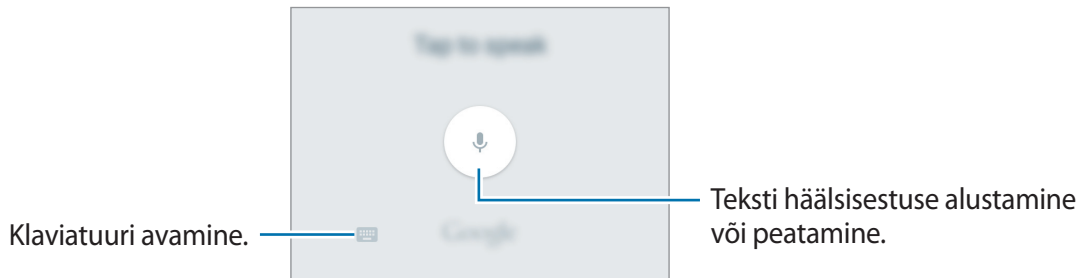 Tap to speak
Klaviatuuri avamine.
Google
Teksti häälsisestuse alustamine
või peatamine.